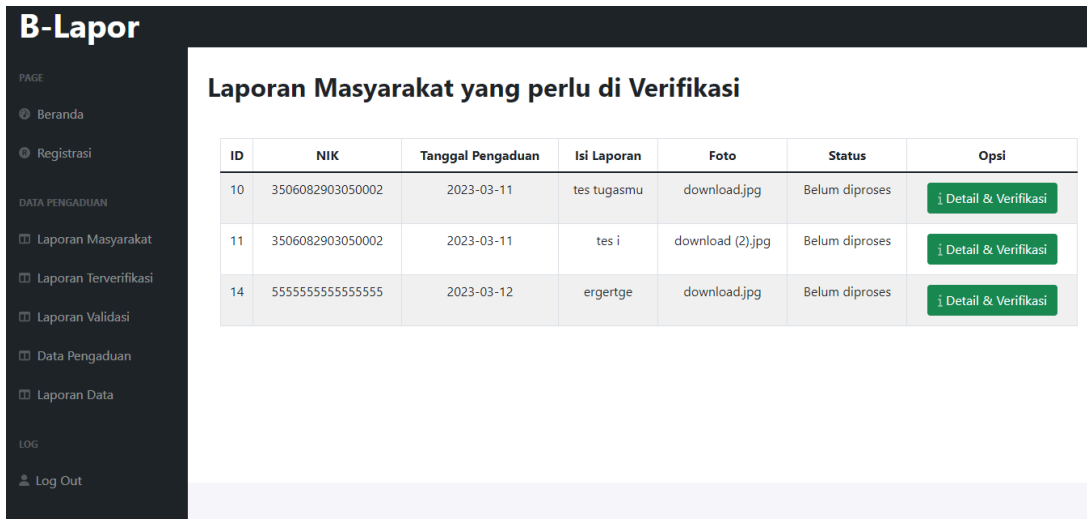 B-Lapor
PAGE
Beranda
Registrasi
DATA PENGADUAN
Laporan Masyarakat
Laporan Terverifikasi
Laporan Validasi
Data Pengaduan
Laporan Data
LOG
Log Out
Laporan Masyarakat yang perlu di Verifikasi
ID NIK Tanggal Pengaduan Isi Laporan Foto Status Opsi
10 3506082903050002 2023-03-11 tes tugasmu download.jpg Belum diproses i Detail & Verifikasi
11 3506082903050002 2023-03-11 tes i download (2).jpg Belum diproses i Detail & Verifikasi
14 5555555555555555 2023-03-12 ergertge download.jpg Belum diproses i Detail & Verifikasi